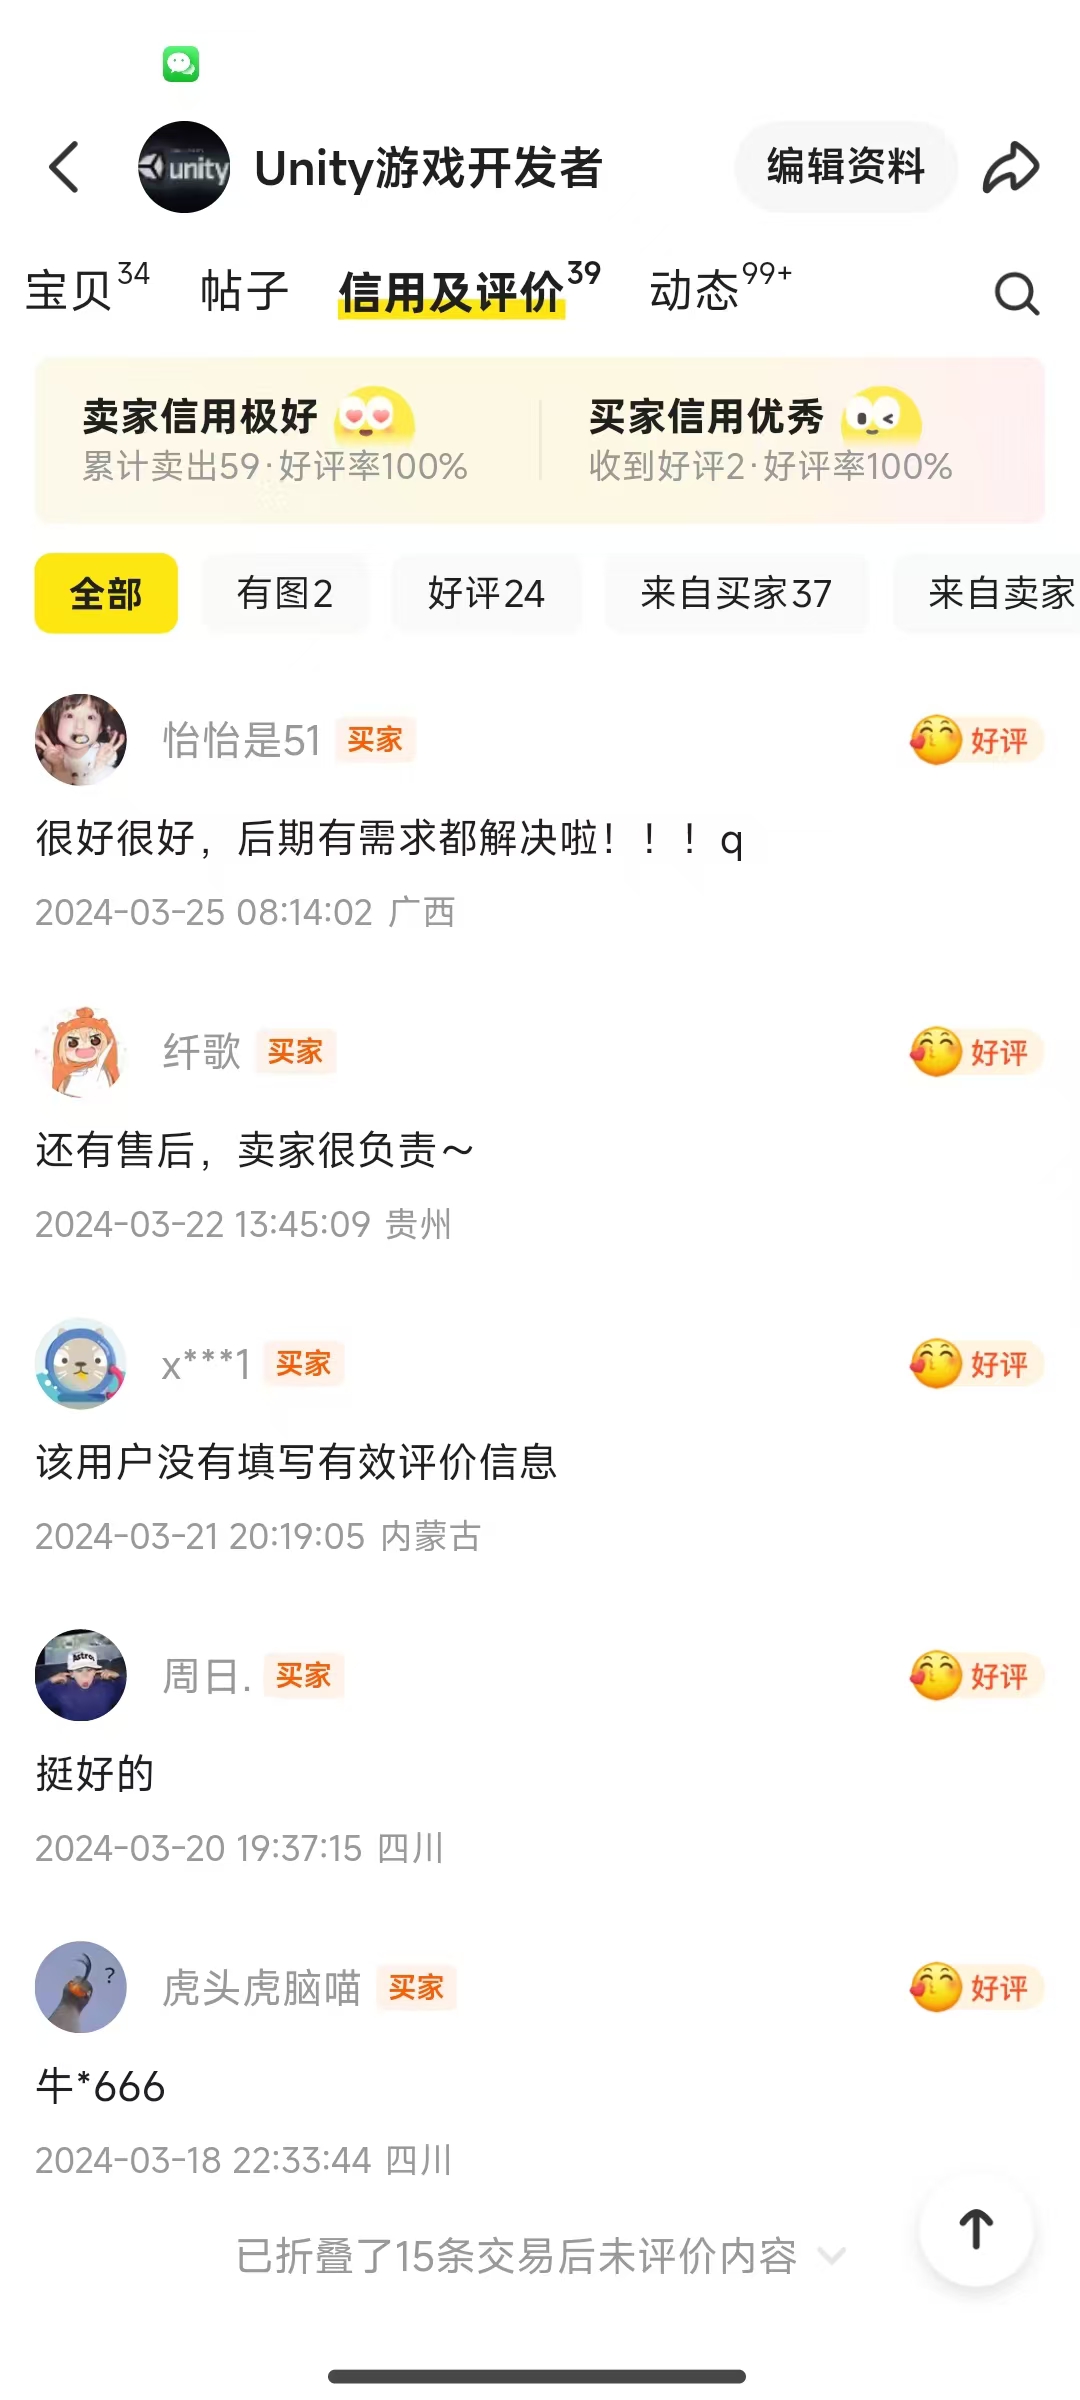 unity
Unity游戏开发者
编辑资料
宝贝34 帖子 信用及评价39 动态99+
卖家信用极好 买家信用优秀
累计卖出59·好评率100% 收到好评2·好评率100%
全部 有图2 好评24 来自买家37 来自卖家
怡怡是51 买家 好评
很好很好，后期有需求都解决啦！！！q
2024-03-25 08:14:02 广西
纤歌 买家 好评
还有售后，卖家很负责～
2024-03-22 13:45:09 贵州
x***1 买家 好评
该用户没有填写有效评价信息
2024-03-21 20:19:05 内蒙古
Astro
周日. 买家 好评
挺好的
2024-03-20 19:37:15 四川
?
虎头虎脑喵 买家 好评
牛*666
2024-03-18 22:33:44 四川
已折叠了15条交易后未评价内容